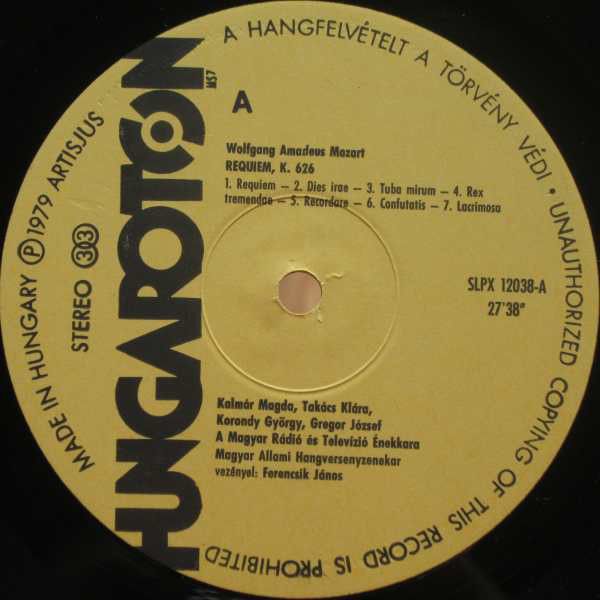 A HANGFELVÉTELT A TÖRVÉNY VÉDI • UNAUTHORIZED COPYING OF THIS RECORD IS PROHIBITED
MADE IN HUNGARY Ⓟ 1979 ARTISJUS
STEREO 303
HUNGAROTON
MS7
A
Wolfgang Amadeus Mozart
REQUIEM, K. 626
1. Requiem — 2. Dies irae — 3. Tuba mirum — 4. Rex
tremendae — 5. Recordare — 6. Confutatis — 7. Lacrimosa
SLPX 12038-A
27'38"
Kalmár Magda, Takács Klára,
Korondy György, Gregor József
A Magyar Rádió és Televízió Énekkara
Magyar Allami Hangversenyzenekar
vezényel: Ferencsik János